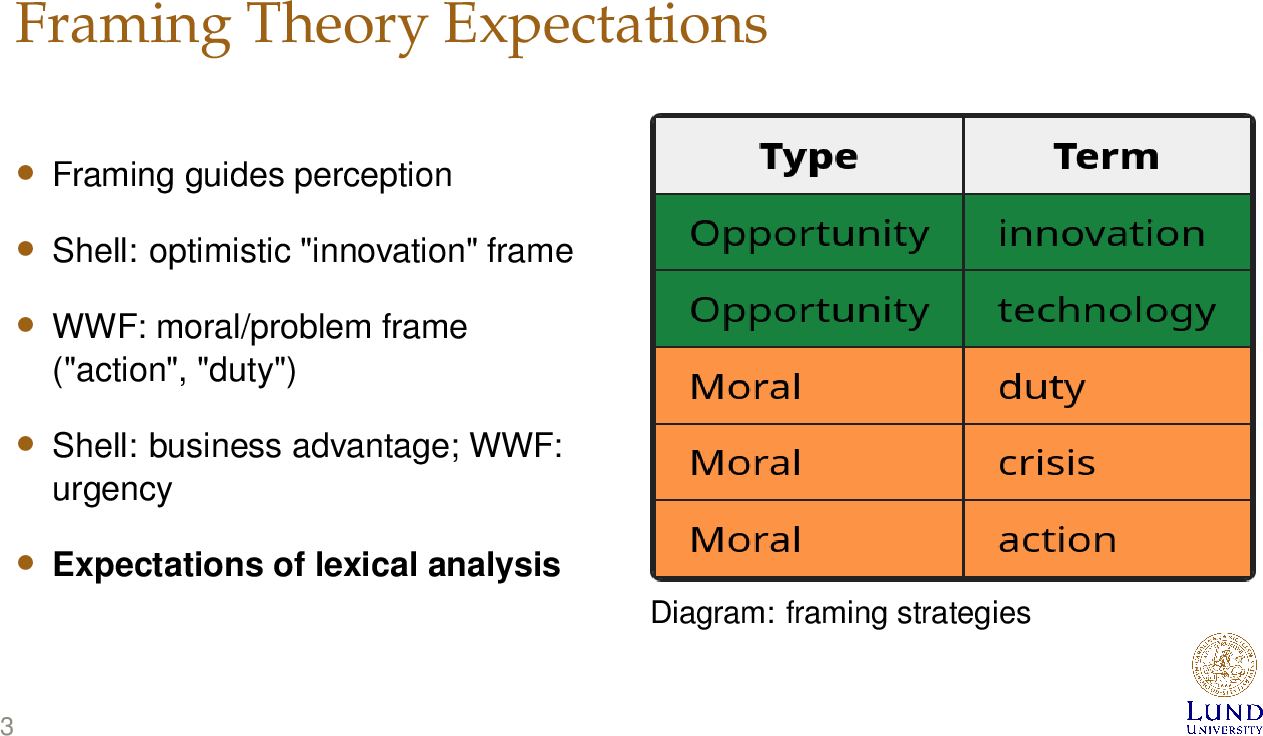 Framing Theory Expectations
Framing guides perception
Shell: optimistic "innovation" frame
WWF: moral/problem frame
("action", "duty")
Shell: business advantage; WWF:
urgency
Expectations of lexical analysis
Type Term
Opportunity innovation
Opportunity technology
Moral duty
Moral crisis
Moral action
Diagram: framing strategies
LUND
UNIVERSITY
3